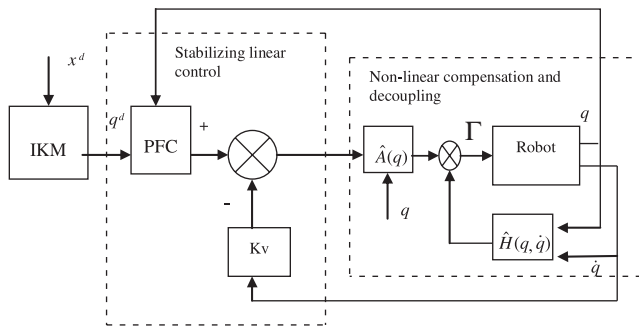 x^d
Stabilizing linear
control
Non-linear compensation and
decoupling
IKM
q^d
PFC
+
-
Kv
Â(q)
q
Γ
Robot
q
Ĥ(q, q̇)
q̇